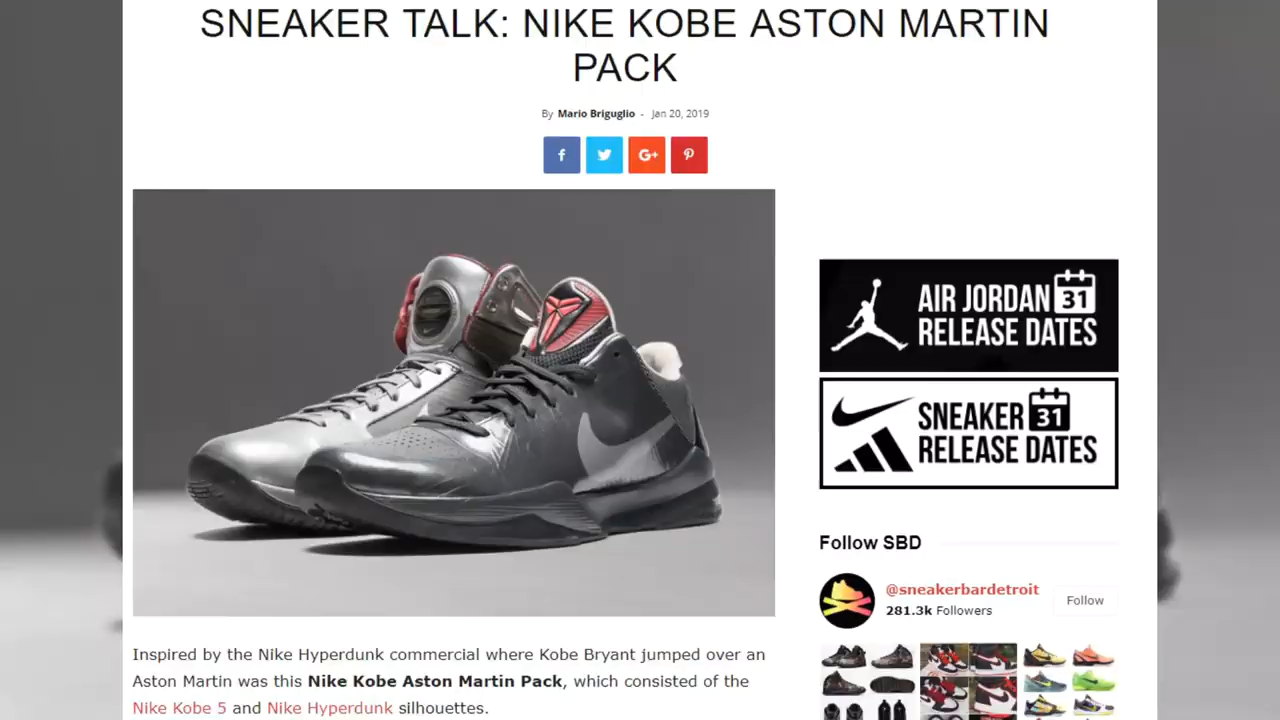 SNEAKER TALK: NIKE KOBE ASTON MARTIN
PACK
By Mario Briguglio - Jan 20, 2019
f G+
AIR JORDAN 31
RELEASE DATES
SNEAKER 31
RELEASE DATES
Follow SBD
@sneakerbardetroit
281.3k Followers
Follow
Inspired by the Nike Hyperdunk commercial where Kobe Bryant jumped over an
Aston Martin was this Nike Kobe Aston Martin Pack, which consisted of the
Nike Kobe 5 and Nike Hyperdunk silhouettes.